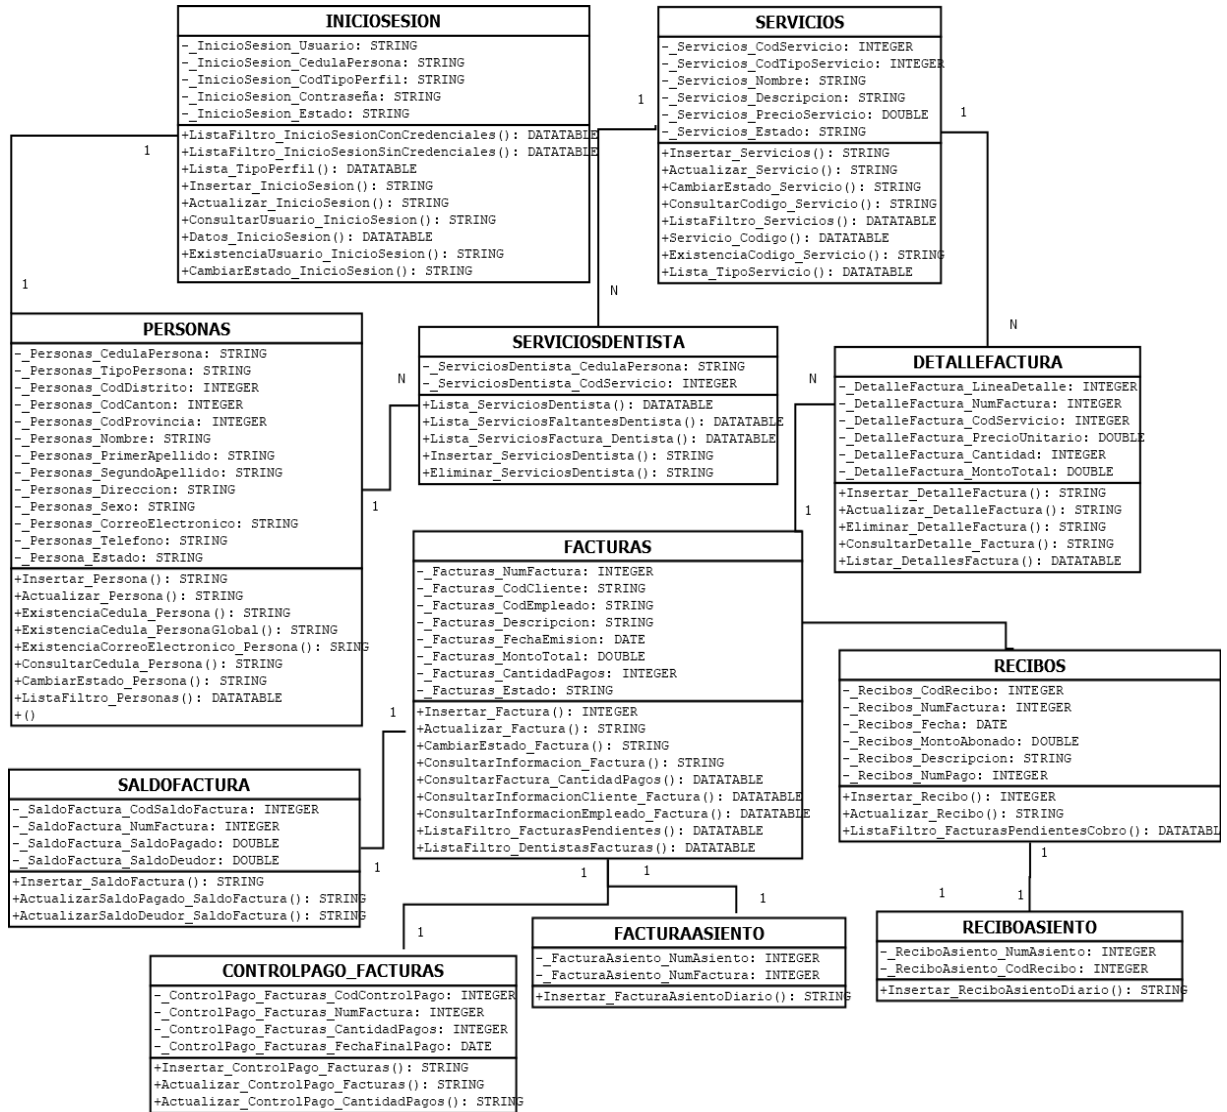 INICIOSESION
-_InicioSesion_Usuario: STRING
-_InicioSesion_CedulaPersona: STRING
-_InicioSesion_CodTipoPerfil: STRING
-_InicioSesion_Contraseña: STRING
-_InicioSesion_Estado: STRING
+ListaFiltro_InicioSesionConCredenciales(): DATATABLE
+ListaFiltro_InicioSesionSinCredenciales(): DATATABLE
+Lista_TipoPerfil(): DATATABLE
+Insertar_InicioSesion(): STRING
+Actualizar_InicioSesion(): STRING
+ConsultarUsuario_InicioSesion(): STRING
+Datos_InicioSesion(): DATATABLE
+ExistenciaUsuario_InicioSesion(): STRING
+CambiarEstado_InicioSesion(): STRING
1
1
SERVICIOS
-_Servicios_CodServicio: INTEGER
-_Servicios_CodTipoServicio: INTEGER
-_Servicios_Nombre: STRING
-_Servicios_Descripcion: STRING
-_Servicios_PrecioServicio: DOUBLE
-_Servicios_Estado: STRING
+Insertar_Servicios(): STRING
+Actualizar_Servicio(): STRING
+CambiarEstado_Servicio(): STRING
+ConsultarCodigo_Servicio(): STRING
+ListaFiltro_Servicios(): DATATABLE
+Servicio_Codigo(): DATATABLE
+ExistenciaCodigo_Servicio(): STRING
+Lista_TipoServicio(): DATATABLE
1
1
N
N
PERSONAS
-_Personas_CedulaPersona: STRING
-_Personas_TipoPersona: STRING
-_Personas_CodDistrito: INTEGER
-_Personas_CodCanton: INTEGER
-_Personas_CodProvincia: INTEGER
-_Personas_Nombre: STRING
-_Personas_PrimerApellido: STRING
-_Personas_SegundoApellido: STRING
-_Personas_Direccion: STRING
-_Personas_Sexo: STRING
-_Personas_CorreoElectronico: STRING
-_Personas_Telefono: STRING
-_Persona_Estado: STRING
+Insertar_Persona(): STRING
+Actualizar_Persona(): STRING
+ExistenciaCedula_Persona(): STRING
+ExistenciaCedula_PersonaGlobal(): STRING
+ExistenciaCorreoElectronico_Persona(): SRING
+ConsultarCedula_Persona(): STRING
+CambiarEstado_Persona(): STRING
+ListaFiltro_Personas(): DATATABLE
+()
N
1
SERVICIOSDENTISTA
-_ServiciosDentista_CedulaPersona: STRING
-_ServiciosDentista_CodServicio: INTEGER
+Lista_ServiciosDentista(): DATATABLE
+Lista_ServiciosFaltantesDentista(): DATATABLE
+Lista_ServiciosFactura_Dentista(): DATATABLE
+Insertar_ServiciosDentista(): STRING
+Eliminar_ServiciosDentista(): STRING
N
1
DETALLEFACTURA
-_DetalleFactura_LineaDetalle: INTEGER
-_DetalleFactura_NumFactura: INTEGER
-_DetalleFactura_CodServicio: INTEGER
-_DetalleFactura_PrecioUnitario: DOUBLE
-_DetalleFactura_Cantidad: INTEGER
-_DetalleFactura_MontoTotal: DOUBLE
+Insertar_DetalleFactura(): STRING
+Actualizar_DetalleFactura(): STRING
+Eliminar_DetalleFactura(): STRING
+ConsultarDetalle_Factura(): STRING
+Listar_DetallesFactura(): DATATABLE
FACTURAS
-_Facturas_NumFactura: INTEGER
-_Facturas_CodCliente: STRING
-_Facturas_CodEmpleado: STRING
-_Facturas_Descripcion: STRING
-_Facturas_FechaEmision: DATE
-_Facturas_MontoTotal: DOUBLE
-_Facturas_CantidadPagos: INTEGER
-_Facturas_Estado: STRING
+Insertar_Factura(): INTEGER
+Actualizar_Factura(): STRING
+CambiarEstado_Factura(): STRING
+ConsultarInformacion_Factura(): STRING
+ConsultarFactura_CantidadPagos(): DATATABLE
+ConsultarInformacionCliente_Factura(): DATATABLE
+ConsultarInformacionEmpleado_Factura(): DATATABLE
+ListaFiltro_FacturasPendientes(): DATATABLE
+ListaFiltro_DentistasFacturas(): DATATABLE
RECIBOS
-_Recibos_CodRecibo: INTEGER
-_Recibos_NumFactura: INTEGER
-_Recibos_Fecha: DATE
-_Recibos_MontoAbonado: DOUBLE
-_Recibos_Descripcion: STRING
-_Recibos_NumPago: INTEGER
+Insertar_Recibo(): INTEGER
+Actualizar_Recibo(): STRING
+ListaFiltro_FacturasPendientesCobro(): DATATABL
1
1
SALDOFACTURA
-_SaldoFactura_CodSaldoFactura: INTEGER
-_SaldoFactura_NumFactura: INTEGER
-_SaldoFactura_SaldoPagado: DOUBLE
-_SaldoFactura_SaldoDeudor: DOUBLE
+Insertar_SaldoFactura(): STRING
+ActualizarSaldoPagado_SaldoFactura(): STRING
+ActualizarSaldoDeudor_SaldoFactura(): STRING
1
1
1
1
1
1
1
CONTROLPAGO_FACTURAS
-_ControlPago_Facturas_CodControlPago: INTEGER
-_ControlPago_Facturas_NumFactura: INTEGER
-_ControlPago_Facturas_CantidadPagos: INTEGER
-_ControlPago_Facturas_FechaFinalPago: DATE
+Insertar_ControlPago_Facturas(): STRING
+Actualizar_ControlPago_Facturas(): STRING
+Actualizar_ControlPago_CantidadPagos(): STRING
FACTURAASIENTO
-_FacturaAsiento_NumAsiento: INTEGER
-_FacturaAsiento_NumFactura: INTEGER
+Insertar_FacturaAsientoDiario(): STRING
RECIBOASIENTO
-_ReciboAsiento_NumAsiento: INTEGER
-_ReciboAsiento_CodRecibo: INTEGER
+Insertar_ReciboAsientoDiario(): STRING